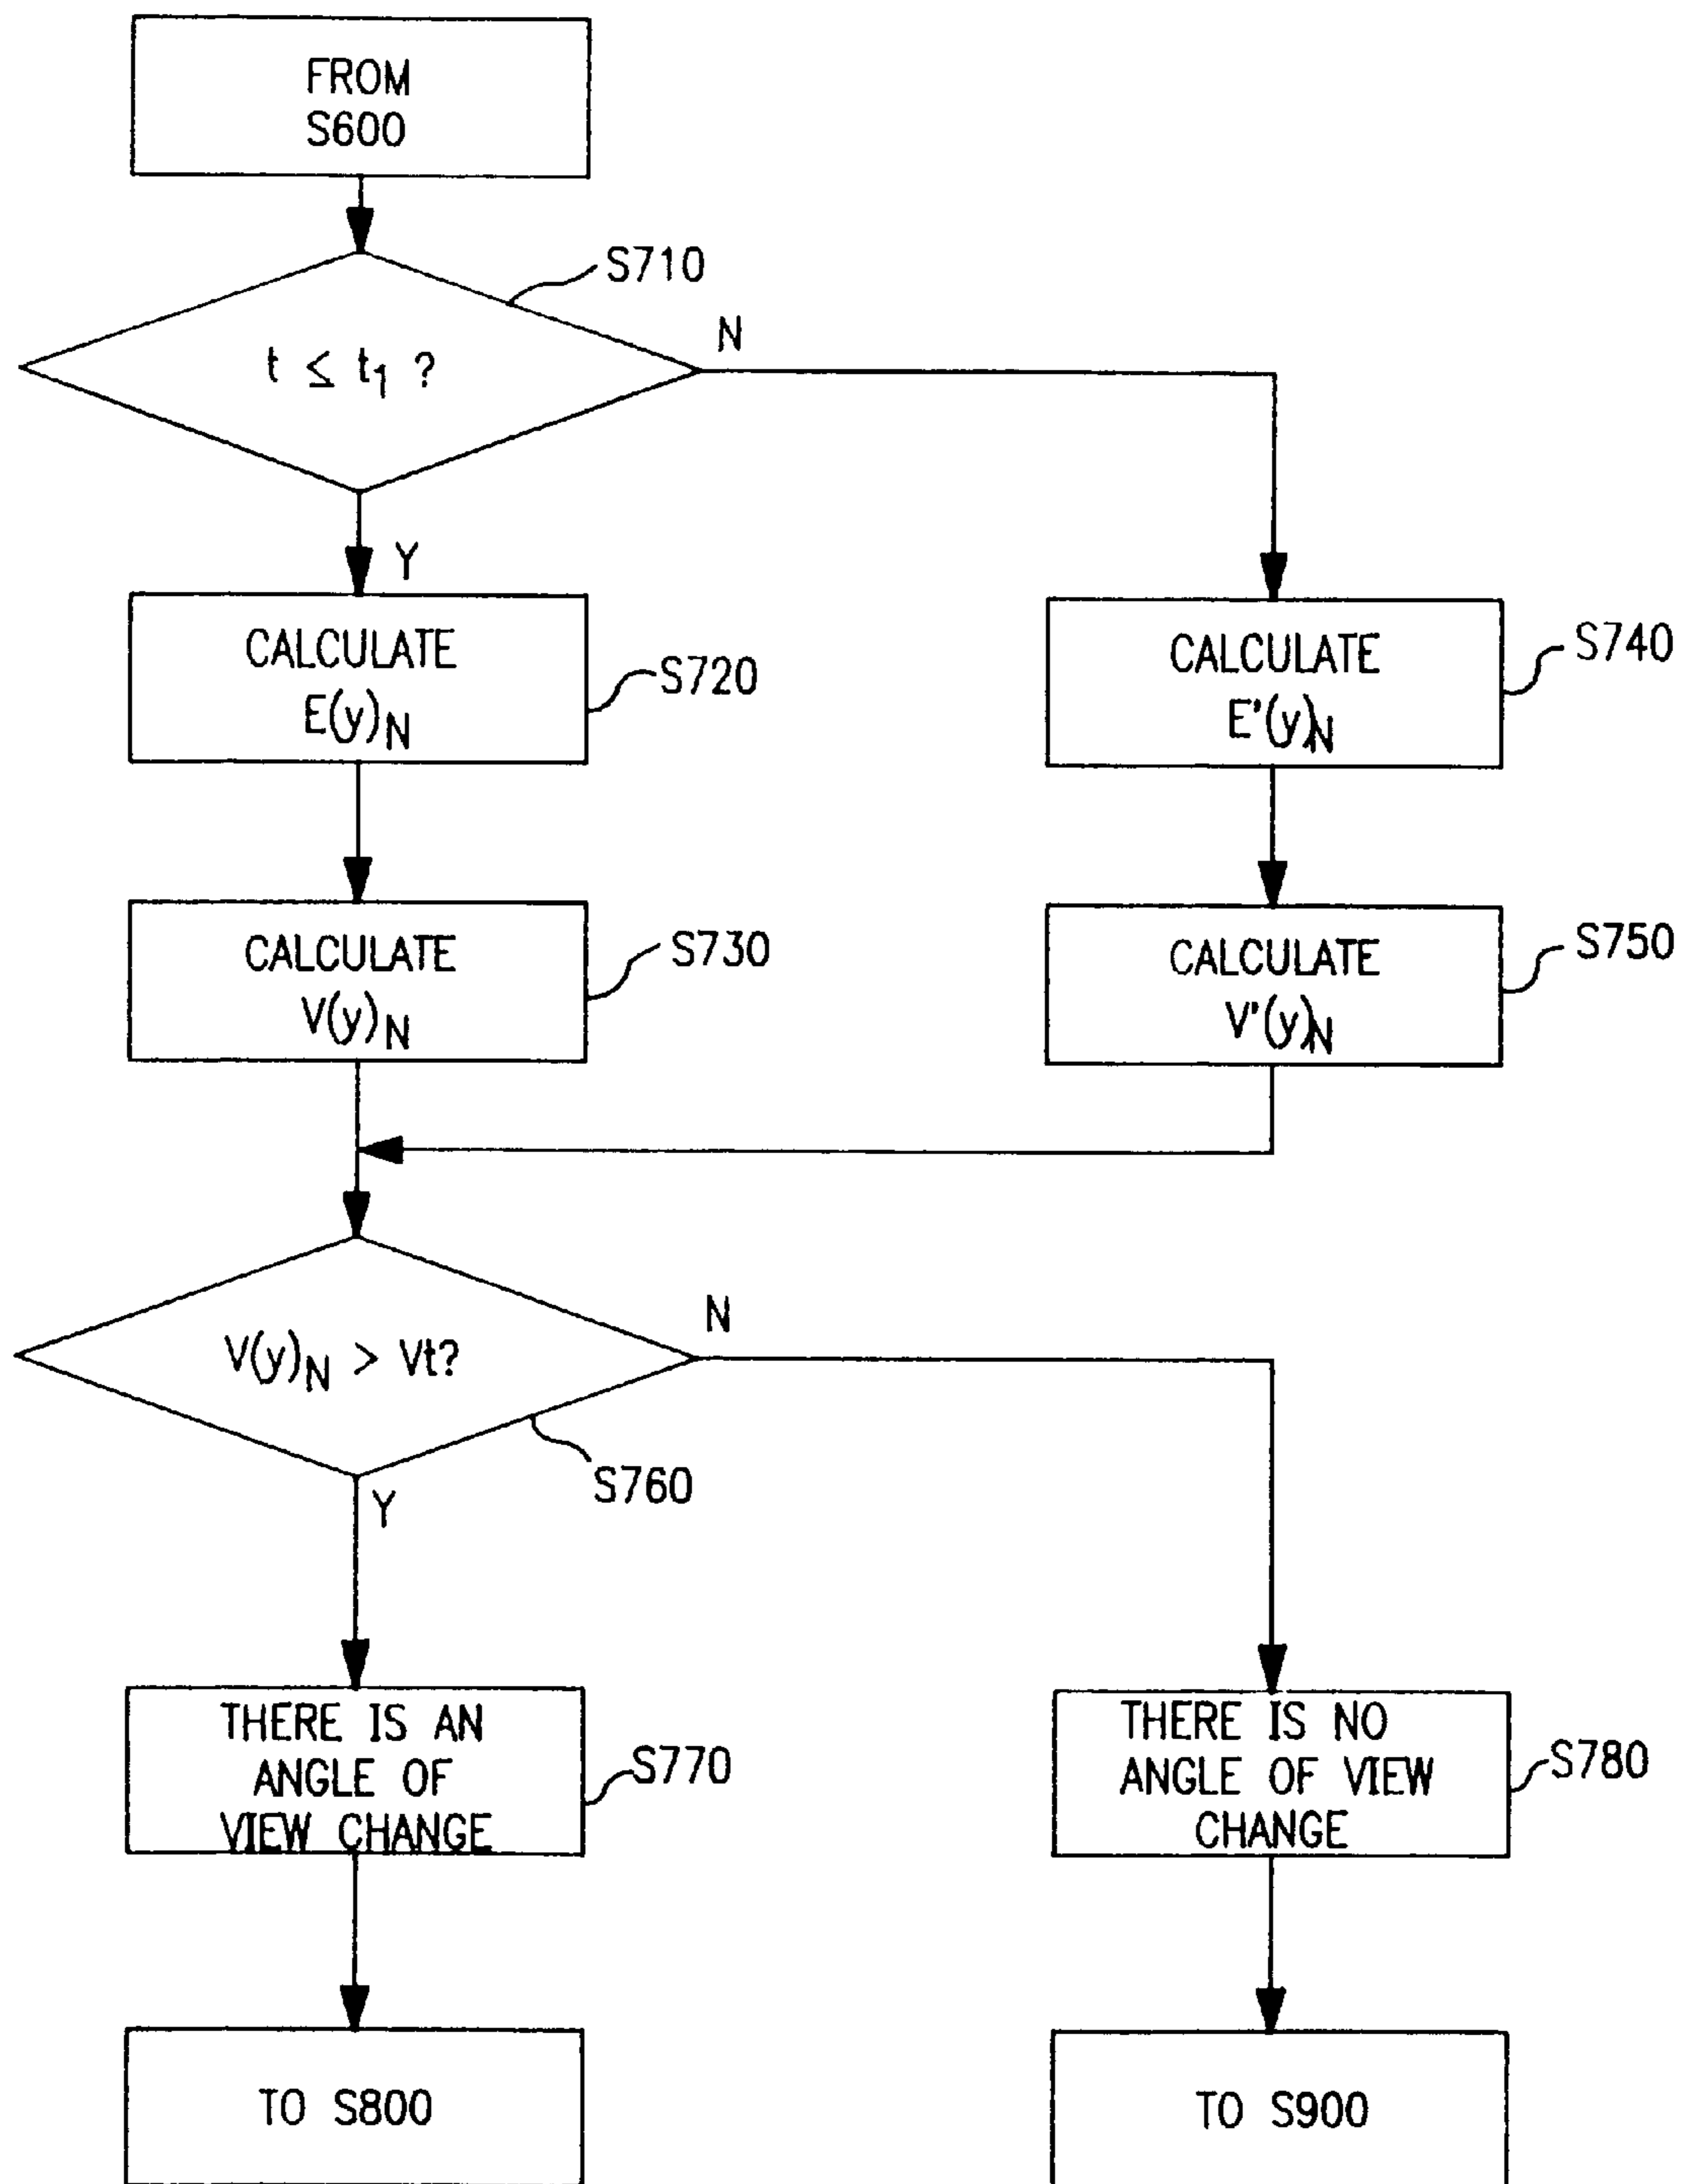 FROM
S600
S710
t ≤ t1 ?
N
Y
CALCULATE
E(y)N
S720
CALCULATE
E'(y)N
S740
CALCULATE
V(y)N
S730
CALCULATE
V'(y)N
S750
V(y)N > Vt?
N
S760
Y
THERE IS AN
ANGLE OF
VIEW CHANGE
S770
THERE IS NO
ANGLE OF VIEW
CHANGE
S780
TO S800
TO S900